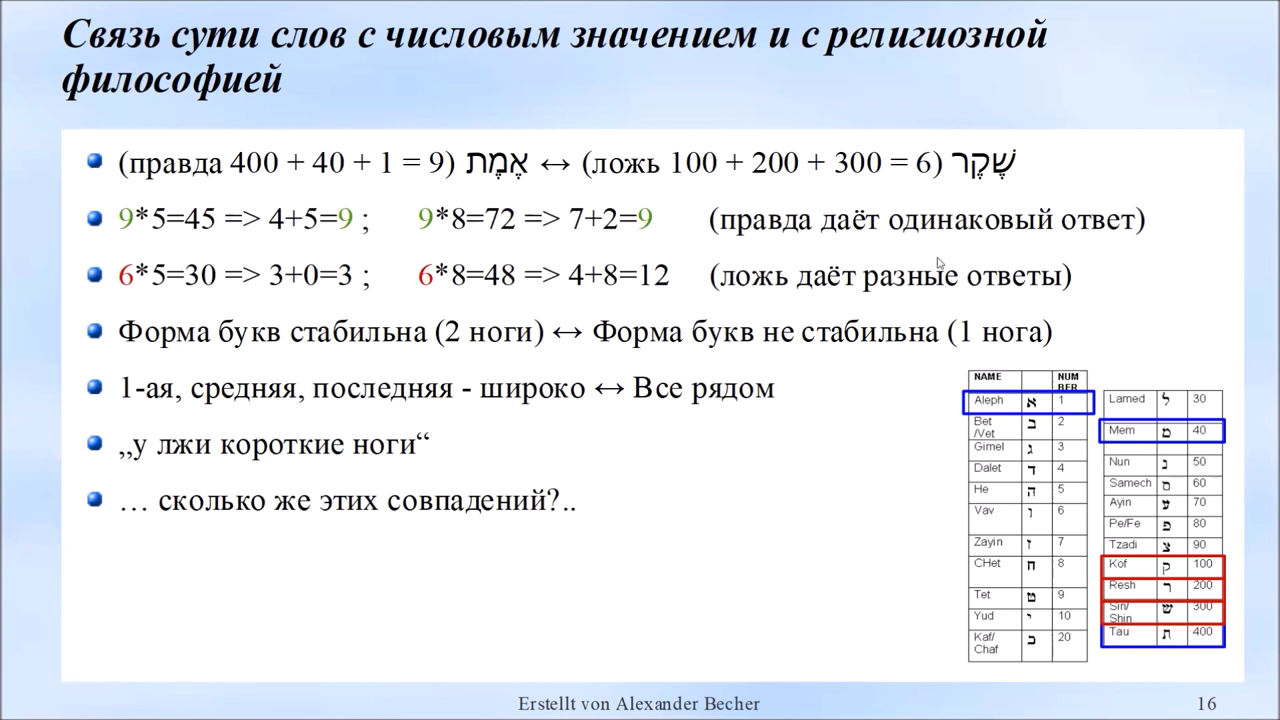 Связь сути слов с числовым значением и с религиозной
философией
(правда 400 + 40 + 1 = 9) אֶמֶת ↔ (ложь 100 + 200 + 300 = 6) שֶׁקֶר
9*5=45 => 4+5=9 ; 9*8=72 => 7+2=9 (правда даёт одинаковый ответ)
6*5=30 => 3+0=3 ; 6*8=48 => 4+8=12 (ложь даёт разные ответы)
Форма букв стабильна (2 ноги) ↔ Форма букв не стабильна (1 нога)
1-ая, средняя, последняя - широко ↔ Все рядом
„у лжи короткие ноги“
… сколько же этих совпадений?..
NAME NUM
BER
Aleph א 1
Bet ב 2
/Vet
Gimel ג 3
Dalet ד 4
He ה 5
Vav ו 6
Zayin ז 7
CHet ח 8
Tet ט 9
Yud י 10
Kaf/ כ 20
Chaf
Lamed ל 30
Mem מ 40
Nun נ 50
Samech ס 60
Ayin ע 70
Pe/Fe פ 80
Tzadi צ 90
Kof ק 100
Resh ר 200
Sin/ ש 300
Shin
Tau ת 400
Erstellt von Alexander Becher
16